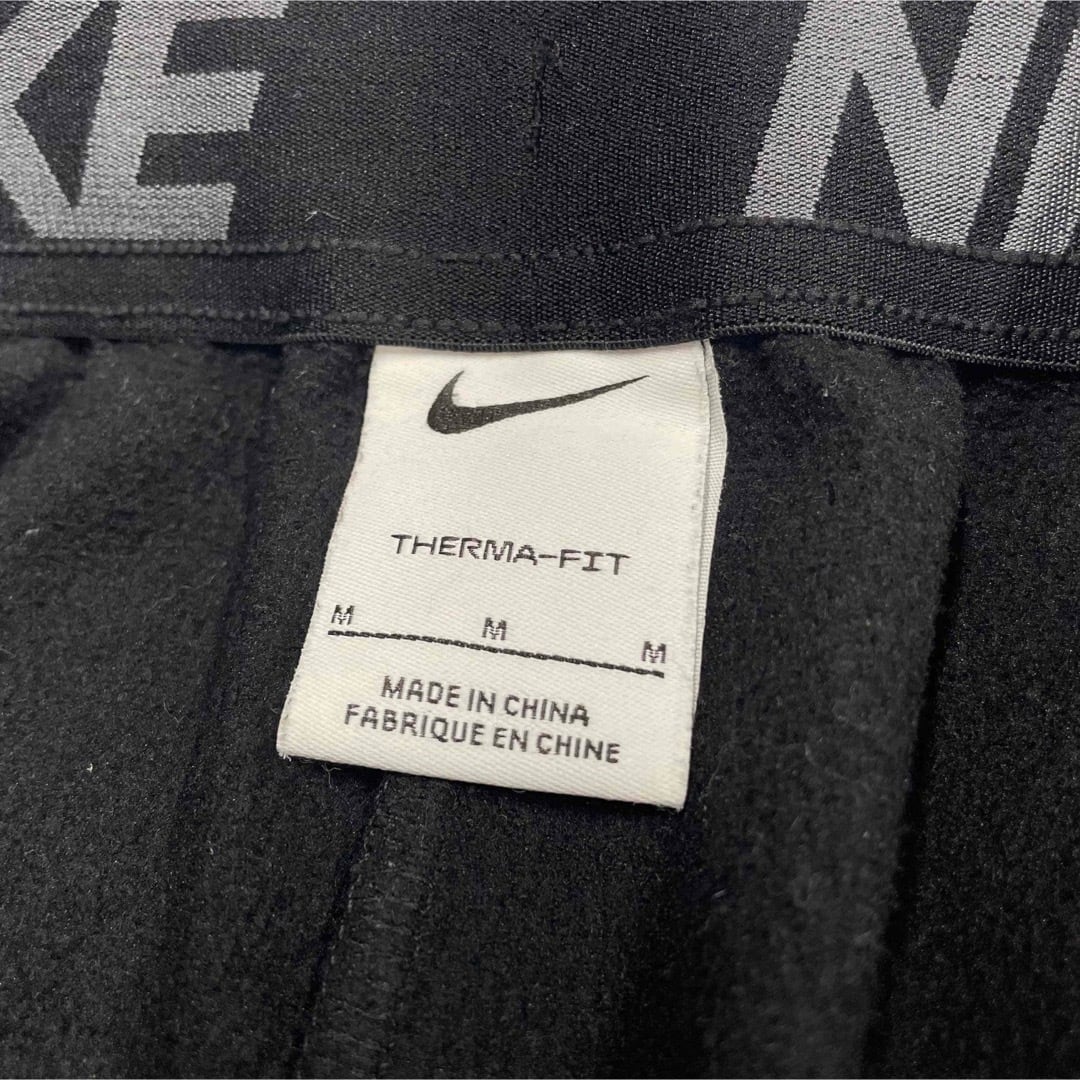 KE NI
THERMA-FIT
M M M
MADE IN CHINA
FABRIQUE EN CHINE